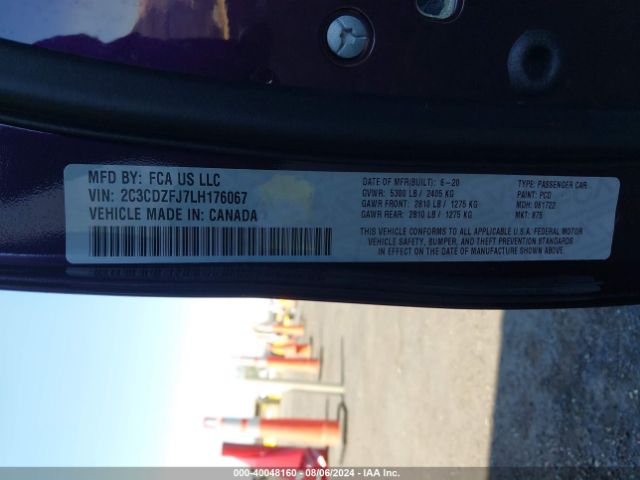 MFD BY: FCA US LLC
VIN: 2C3CDZFJ7LH176067
VEHICLE MADE IN: CANADA
DATE OF MFR(BUILT): 6-20
GVWR: 5300 LB / 2405 KG
GAWR FRONT: 2810 LB / 1275 KG
GAWR REAR: 2810 LB / 1275 KG
TYPE: PASSENGER CAR
PAINT: PCD
MDH: 061722
MKT: 875
THIS VEHICLE CONFORMS TO ALL APPLICABLE U.S.A. FEDERAL MOTOR
VEHICLE SAFETY, BUMPER, AND THEFT PREVENTION STANDARDS
IN EFFECT ON THE DATE OF MANUFACTURE SHOWN ABOVE.
000-40048160 - 08/06/2024 - IAA Inc.